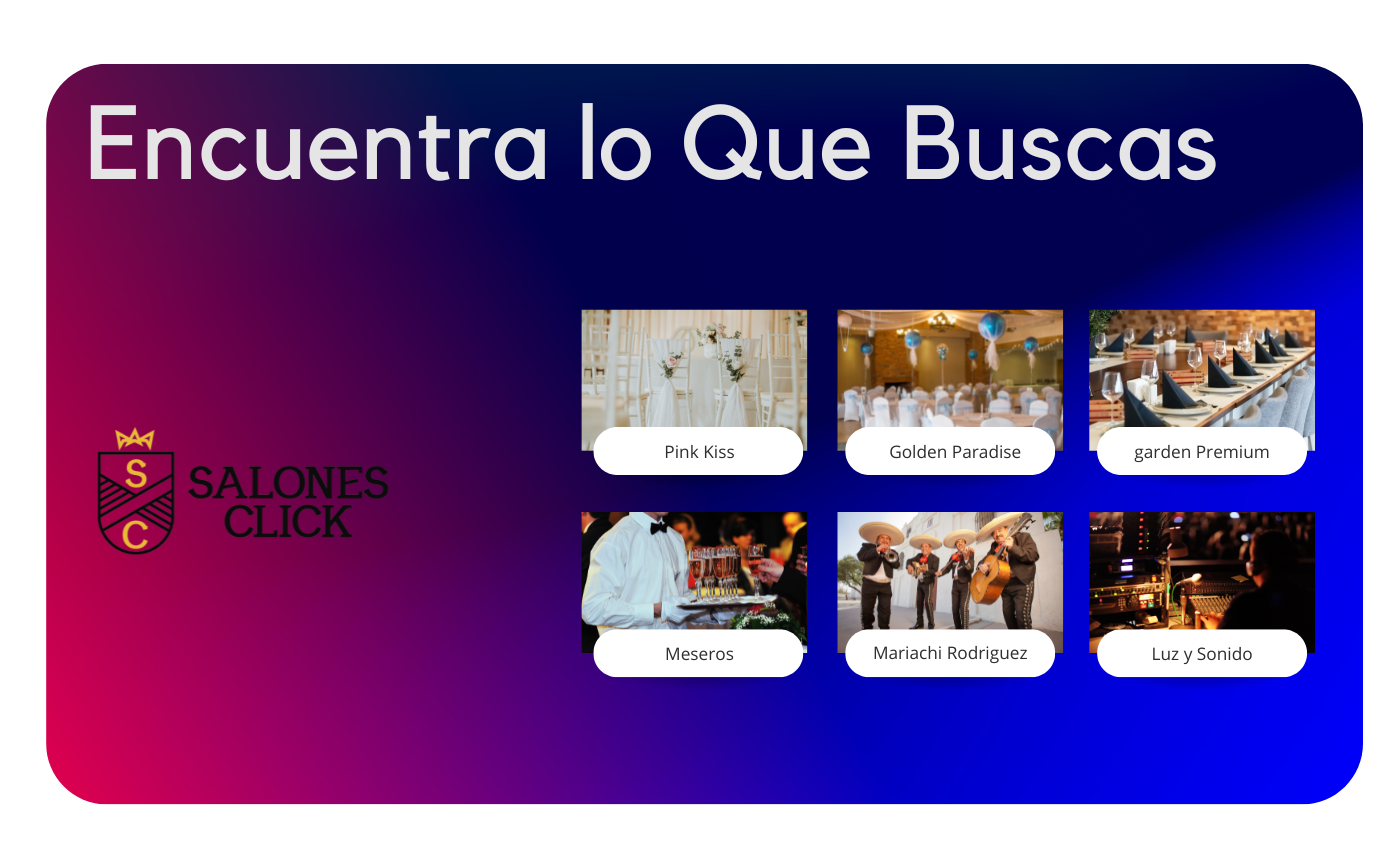 Encuentra lo Que Buscas
Pink Kiss
Golden Paradise
garden Premium
S
C
SALONES
CLICK
Meseros
Mariachi Rodriguez
Luz y Sonido